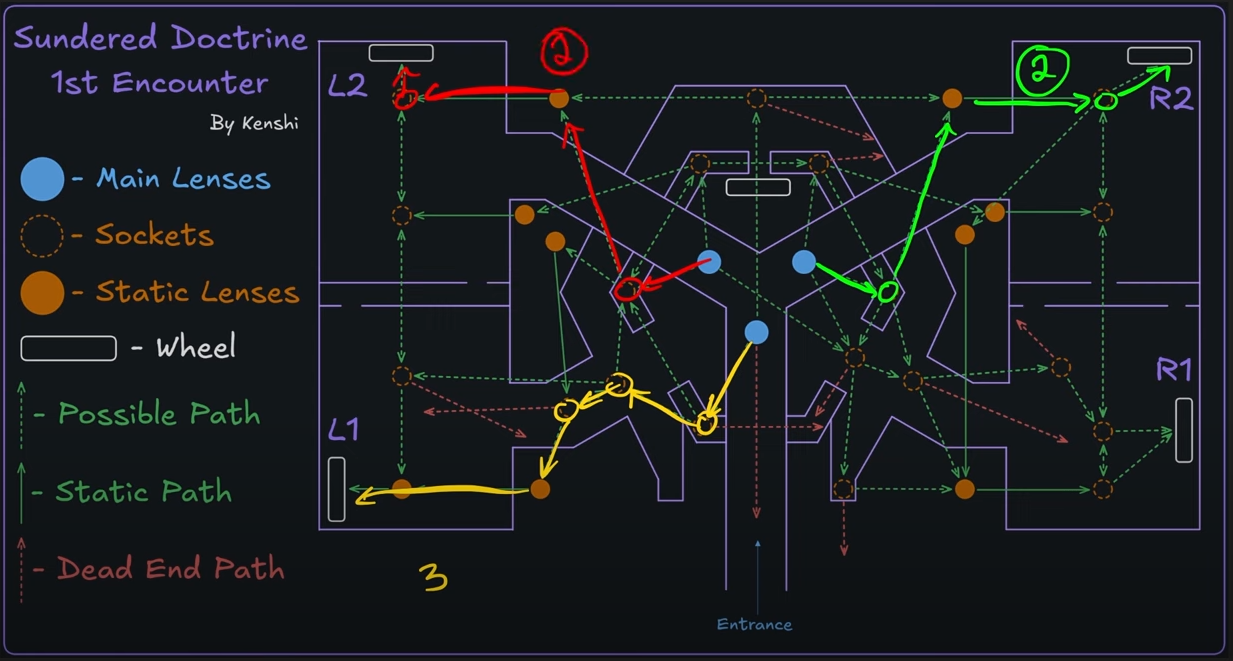 Sundered Doctrine
1st Encounter
By Kenshi
- Main Lenses
- Sockets
- Static Lenses
- Wheel
- Possible Path
- Static Path
- Dead End Path
L2
2
2
R2
L1
R1
3
Entrance